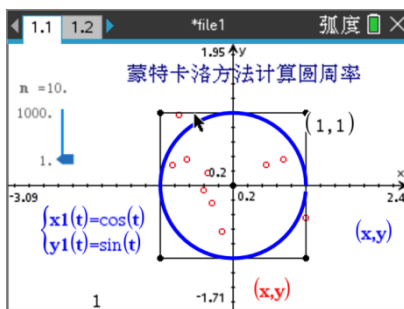 1.1 1.2 *file1 弧度
1.95 y
蒙特卡洛方法计算圆周率
n =10.
1000.
(1,1)
1.
0.2
x
-3.09
0.2
2.4
{x1(t)=cos(t)
{y1(t)=sin(t)
(x,y)
(x,y)
1
-1.71